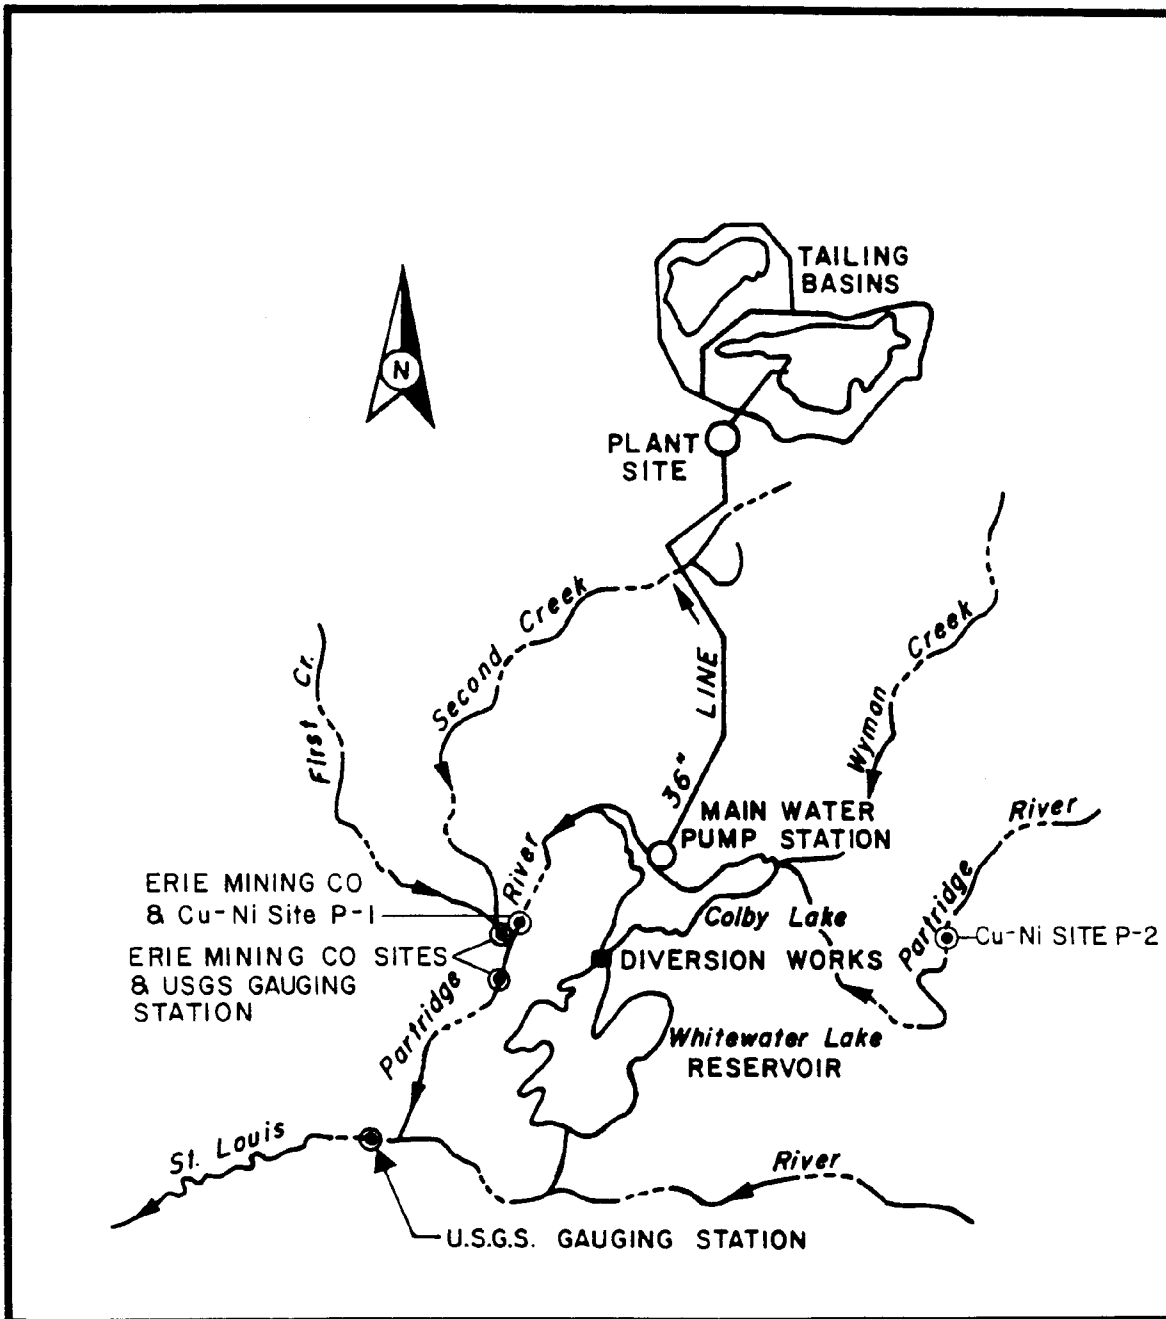 TAILING
BASINS
N
PLANT
SITE
Second Creek
First Cr.
Wyman Creek
36" LINE
MAIN WATER
PUMP STATION
Partridge River
River
ERIE MINING CO
& Cu-Ni Site P-1
Colby Lake
Cu-Ni SITE P-2
ERIE MINING CO SITES
& USGS GAUGING
STATION
DIVERSION WORKS
Partridge
Whitewater Lake
RESERVOIR
St. Louis
River
U.S.G.S. GAUGING STATION